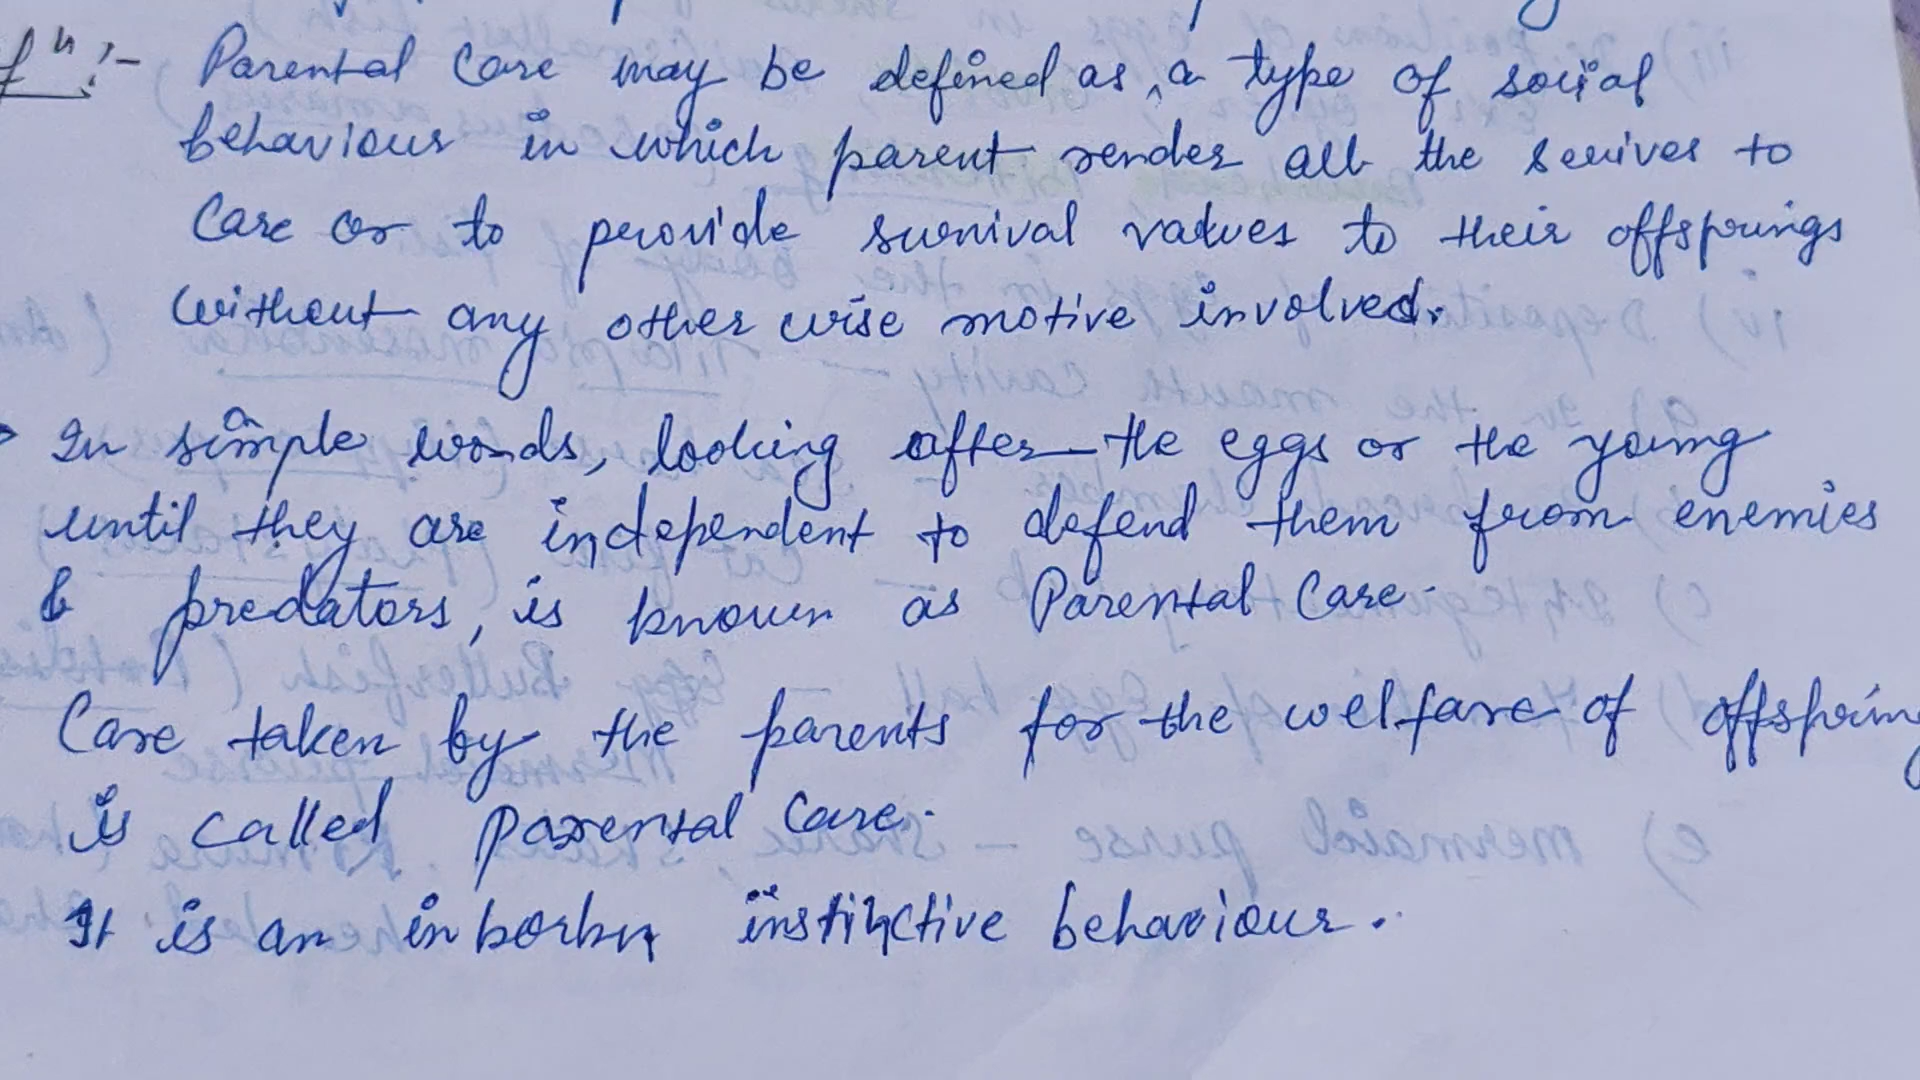 fⁿ :- Parental Care may be defined as, a type of social
behaviour in which parent render all the serives to
Care or to provide survival values to their offsprings
without any other wise motive involved.
In simple words, looking after the eggs or the young
until they are independent to defend them from enemies
& predators, is known as Parental Care.
Care taken by the parents for the welfare of offspring
is called Parental Care.
It is an inborn instinctive behaviour.